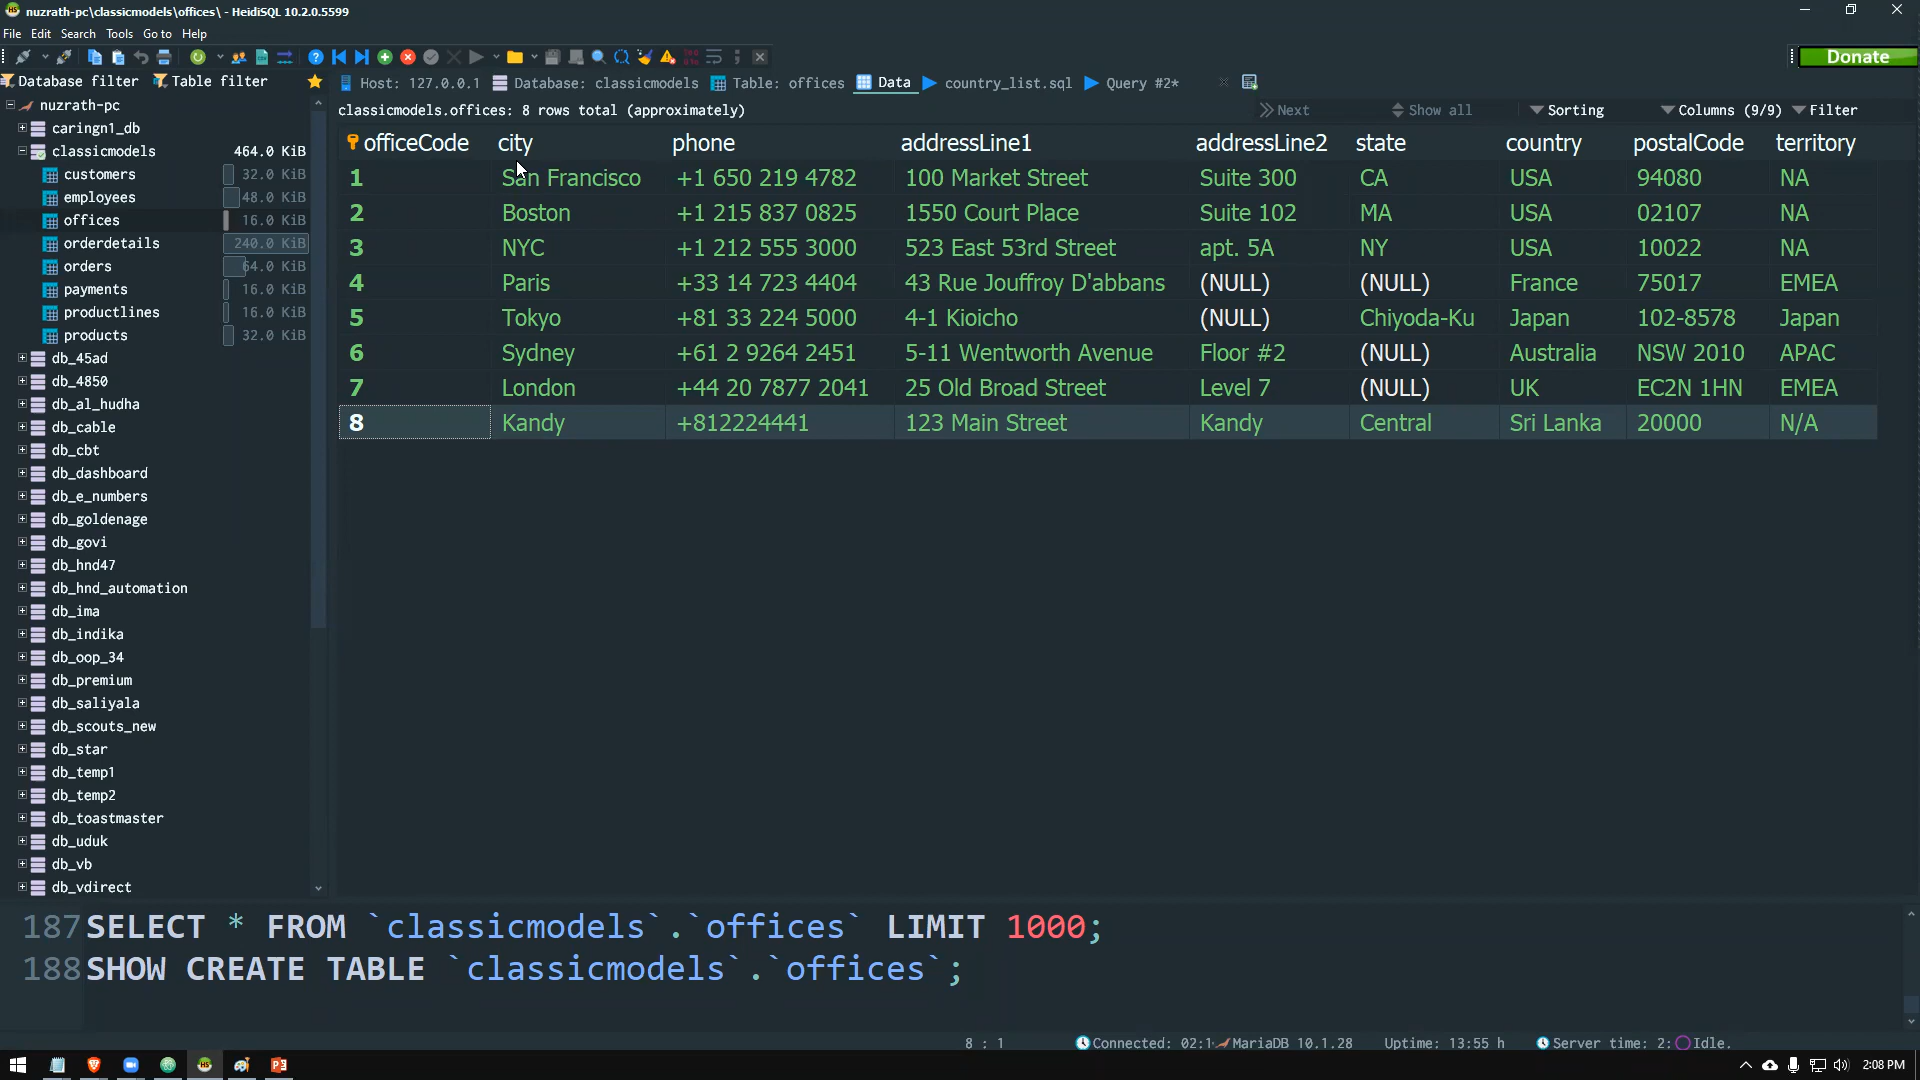 nuzrath-pc\classicmodels\offices\ - HeidiSQL 10.2.0.5599
File Edit Search Tools Go to Help
Donate
Database filter Table filter
Host: 127.0.0.1 Database: classicmodels Table: offices Data country_list.sql Query #2*
classicmodels.offices: 8 rows total (approximately) Next Show all Sorting Columns (9/9) Filter
nuzrath-pc
caringn1_db
classicmodels 464.0 KiB
customers 32.0 KiB
employees 48.0 KiB
offices 16.0 KiB
orderdetails 240.0 KiB
orders 64.0 KiB
payments 16.0 KiB
productlines 16.0 KiB
products 32.0 KiB
db_45ad
db_4850
db_al_hudha
db_cable
db_cbt
db_dashboard
db_e_numbers
db_goldenage
db_govi
db_hnd47
db_hnd_automation
db_ima
db_indika
db_oop_34
db_premium
db_saliyala
db_scouts_new
db_star
db_temp1
db_temp2
db_toastmaster
db_uduk
db_vb
db_vdirect
officeCode city phone addressLine1 addressLine2 state country postalCode territory
1 San Francisco +1 650 219 4782 100 Market Street Suite 300 CA USA 94080 NA
2 Boston +1 215 837 0825 1550 Court Place Suite 102 MA USA 02107 NA
3 NYC +1 212 555 3000 523 East 53rd Street apt. 5A NY USA 10022 NA
4 Paris +33 14 723 4404 43 Rue Jouffroy D'abbans (NULL) (NULL) France 75017 EMEA
5 Tokyo +81 33 224 5000 4-1 Kioicho (NULL) Chiyoda-Ku Japan 102-8578 Japan
6 Sydney +61 2 9264 2451 5-11 Wentworth Avenue Floor #2 (NULL) Australia NSW 2010 APAC
7 London +44 20 7877 2041 25 Old Broad Street Level 7 (NULL) UK EC2N 1HN EMEA
8 Kandy +812224441 123 Main Street Kandy Central Sri Lanka 20000 N/A
187 SELECT * FROM `classicmodels`.`offices` LIMIT 1000;
188 SHOW CREATE TABLE `classicmodels`.`offices`;
8 : 1 Connected: 02:1 MariaDB 10.1.28 Uptime: 13:55 h Server time: 2: Idle.
2:08 PM